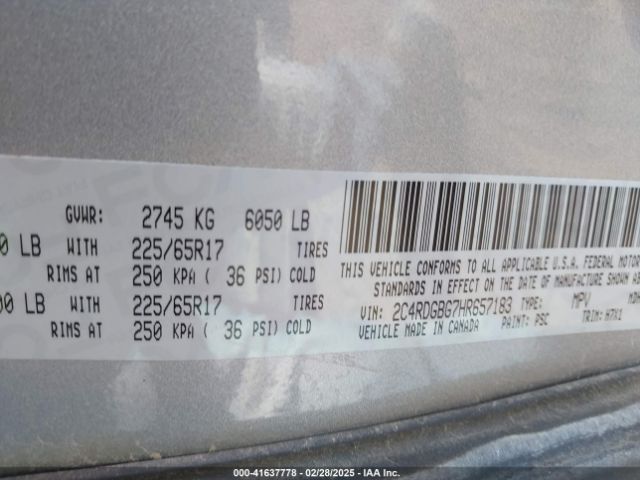 GVWR: 2745 KG 6050 LB
0 LB WITH 225/65R17 TIRES
RIMS AT 250 KPA ( 36 PSI) COLD
00 LB WITH 225/65R17 TIRES
RIMS AT 250 KPA ( 36 PSI) COLD
THIS VEHICLE CONFORMS TO ALL APPLICABLE U.S.A. FEDERAL MOTOR
STANDARDS IN EFFECT ON THE DATE OF MANUFACTURE SHOWN
VIN: 2C4RDGBG7HR657183 TYPE: MPV
VEHICLE MADE IN CANADA PAINT: PSC TRIM: H7X1
000-41637778 - 02/28/2025 - IAA Inc.